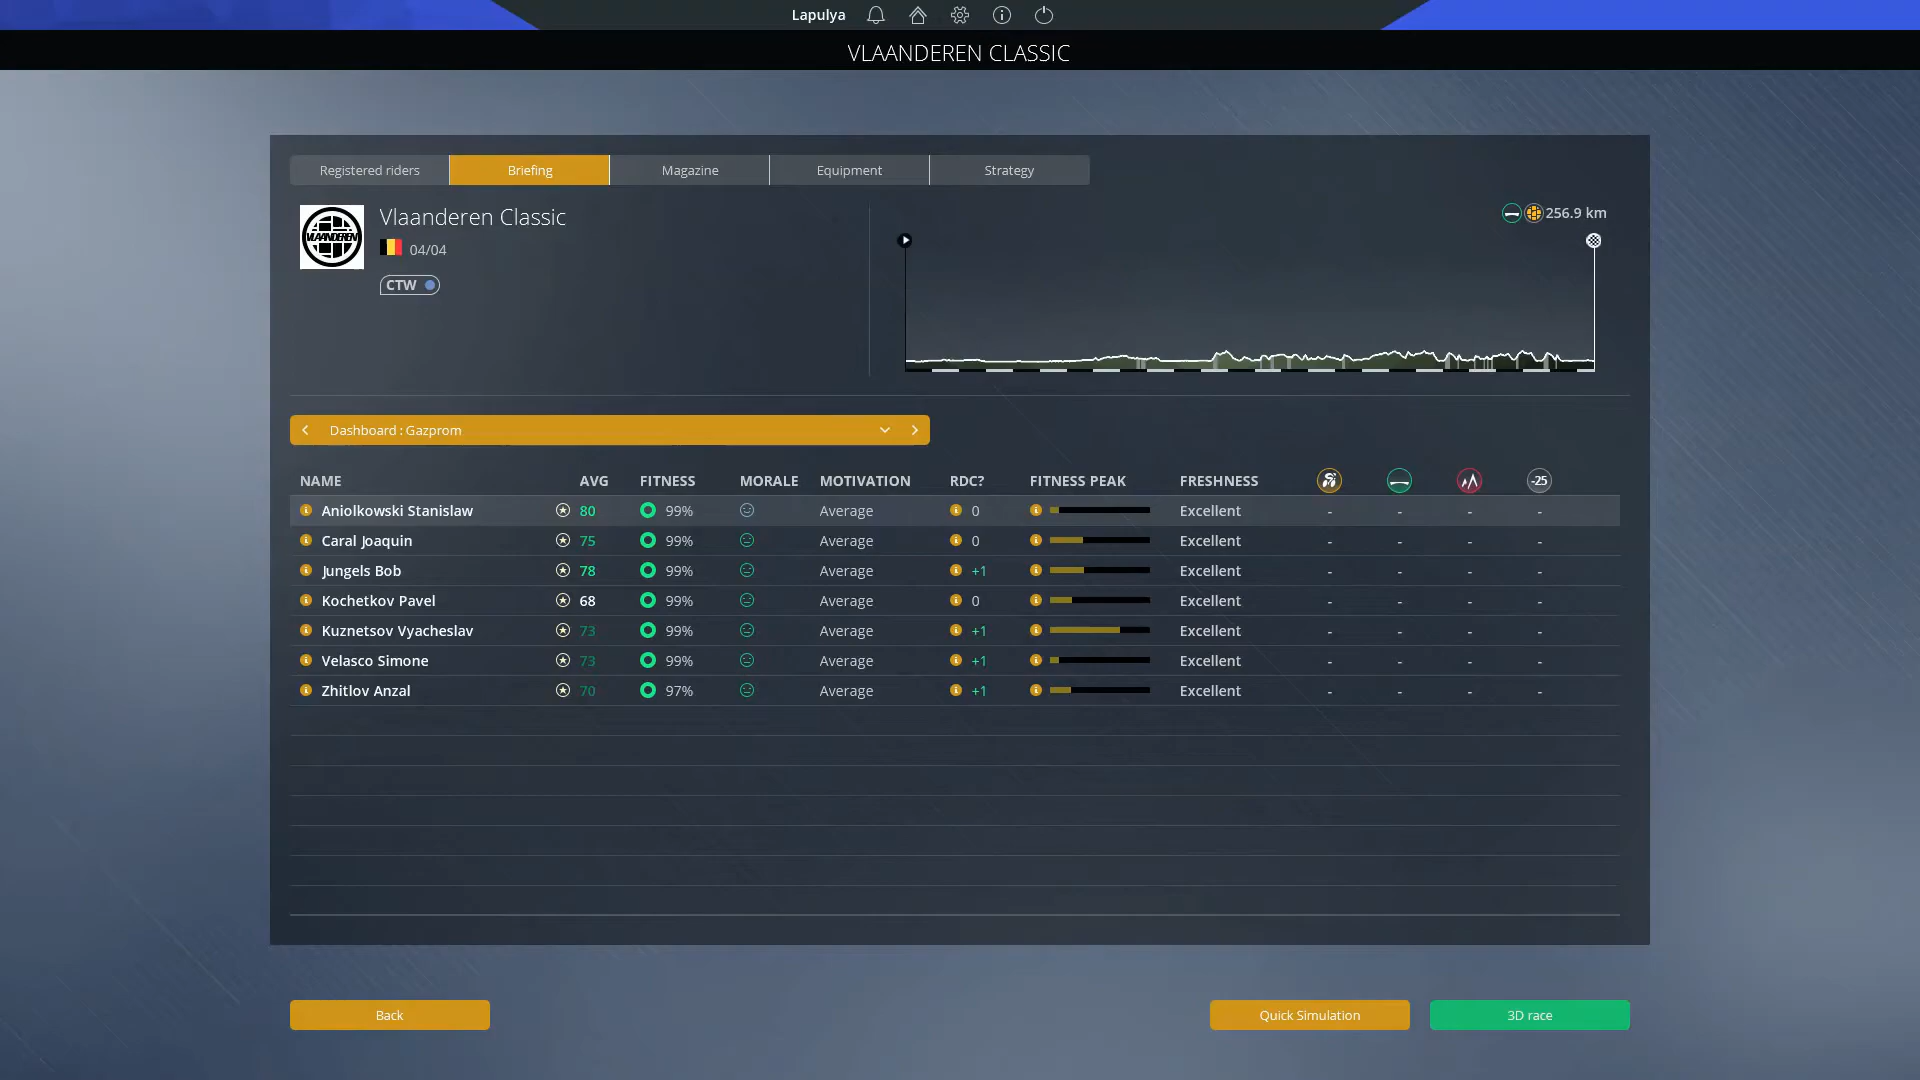 Lapulya
VLAANDEREN CLASSIC
Registered riders
Briefing
Magazine
Equipment
Strategy
VLAANDEREN
Vlaanderen Classic
04/04
CTW
256.9 km
Dashboard : Gazprom
NAME AVG FITNESS MORALE MOTIVATION RDC? FITNESS PEAK FRESHNESS -25
Aniolkowski Stanislaw 80 99% Average 0 Excellent - - - -
Caral Joaquin 75 99% Average 0 Excellent - - - -
Jungels Bob 78 99% Average +1 Excellent - - - -
Kochetkov Pavel 68 99% Average 0 Excellent - - - -
Kuznetsov Vyacheslav 73 99% Average +1 Excellent - - - -
Velasco Simone 73 99% Average +1 Excellent - - - -
Zhitlov Anzal 70 97% Average +1 Excellent - - - -
Back
Quick Simulation
3D race